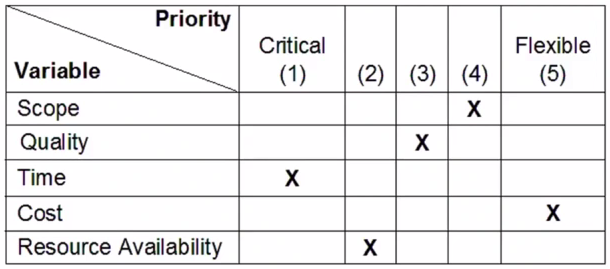 Priority
Variable
Critical
(1)
(2)
(3)
(4)
Flexible
(5)
Scope X
Quality X
Time X
Cost X
Resource Availability X